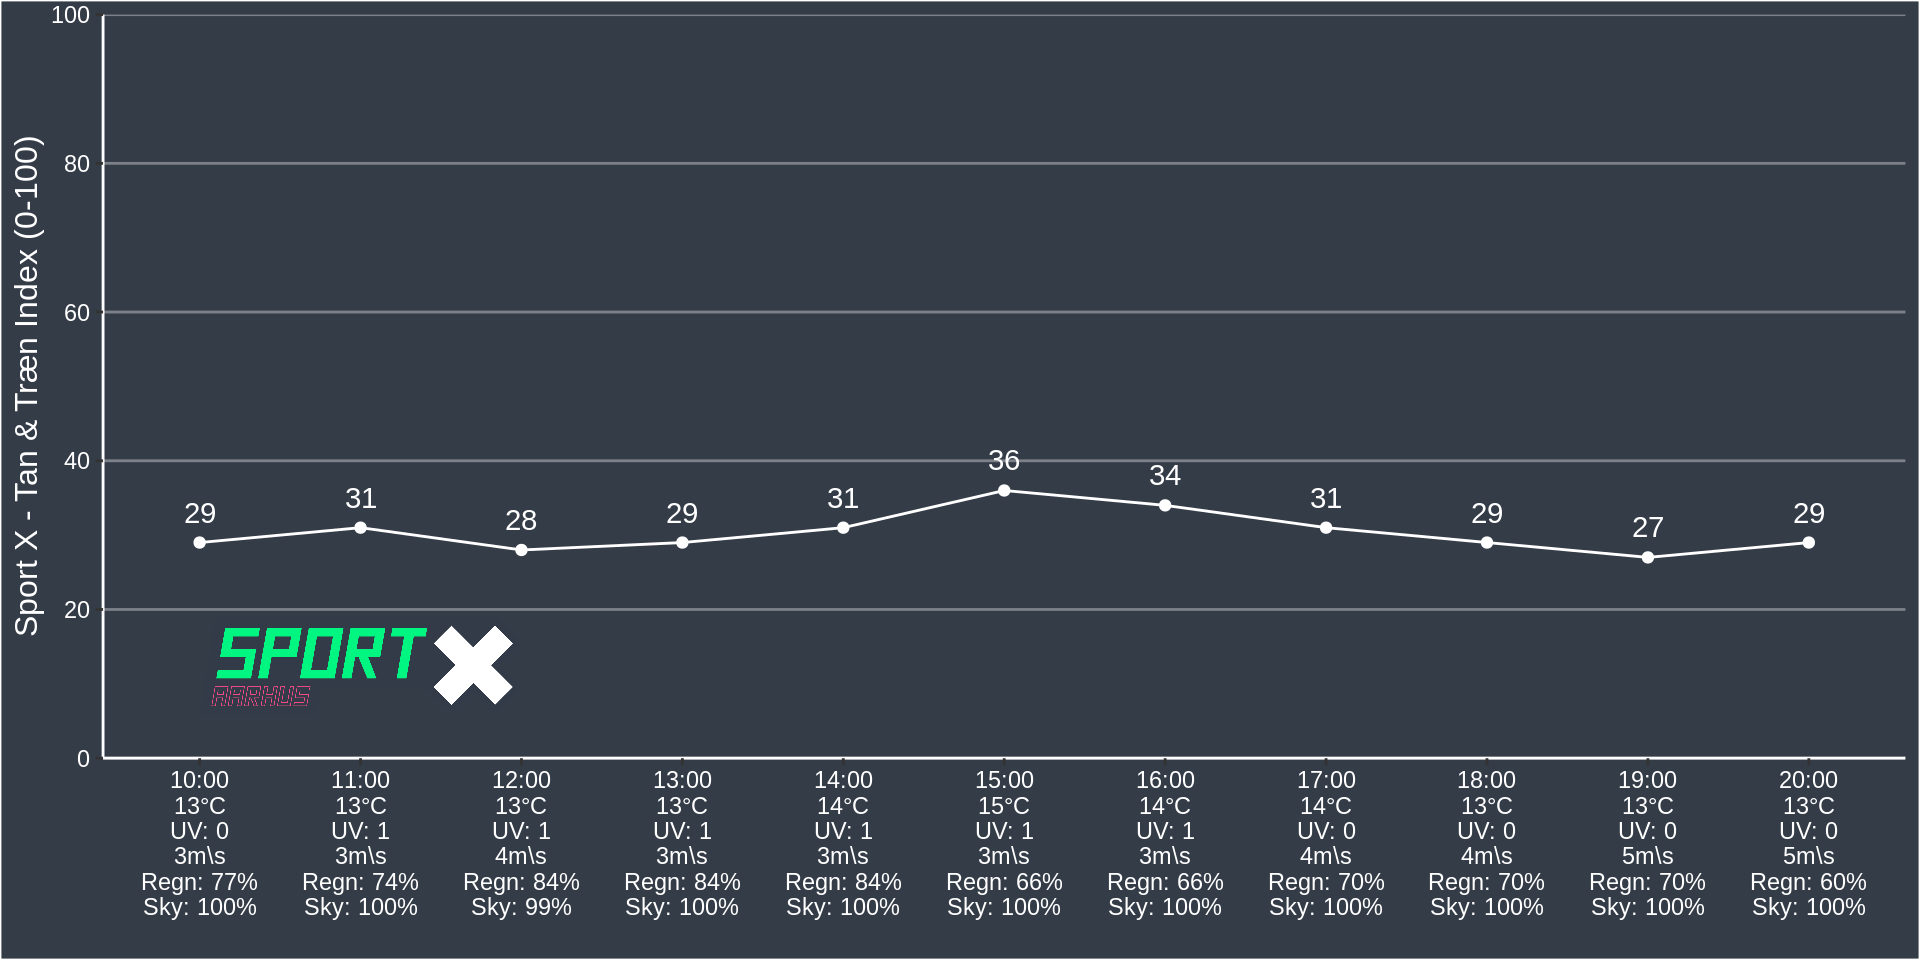 Sport X - Tan & Træn Index (0-100)
100
80
60
40
20
0
29
31
28
29
31
36
34
31
29
27
29
SPORT X
AARHUS
10:00 11:00 12:00 13:00 14:00 15:00 16:00 17:00 18:00 19:00 20:00
13°C 13°C 13°C 13°C 14°C 15°C 14°C 14°C 13°C 13°C 13°C
UV: 0 UV: 1 UV: 1 UV: 1 UV: 1 UV: 1 UV: 1 UV: 0 UV: 0 UV: 0 UV: 0
3m\s 3m\s 4m\s 3m\s 3m\s 3m\s 3m\s 4m\s 4m\s 5m\s 5m\s
Regn: 77% Regn: 74% Regn: 84% Regn: 84% Regn: 84% Regn: 66% Regn: 66% Regn: 70% Regn: 70% Regn: 70% Regn: 60%
Sky: 100% Sky: 100% Sky: 99% Sky: 100% Sky: 100% Sky: 100% Sky: 100% Sky: 100% Sky: 100% Sky: 100% Sky: 100%